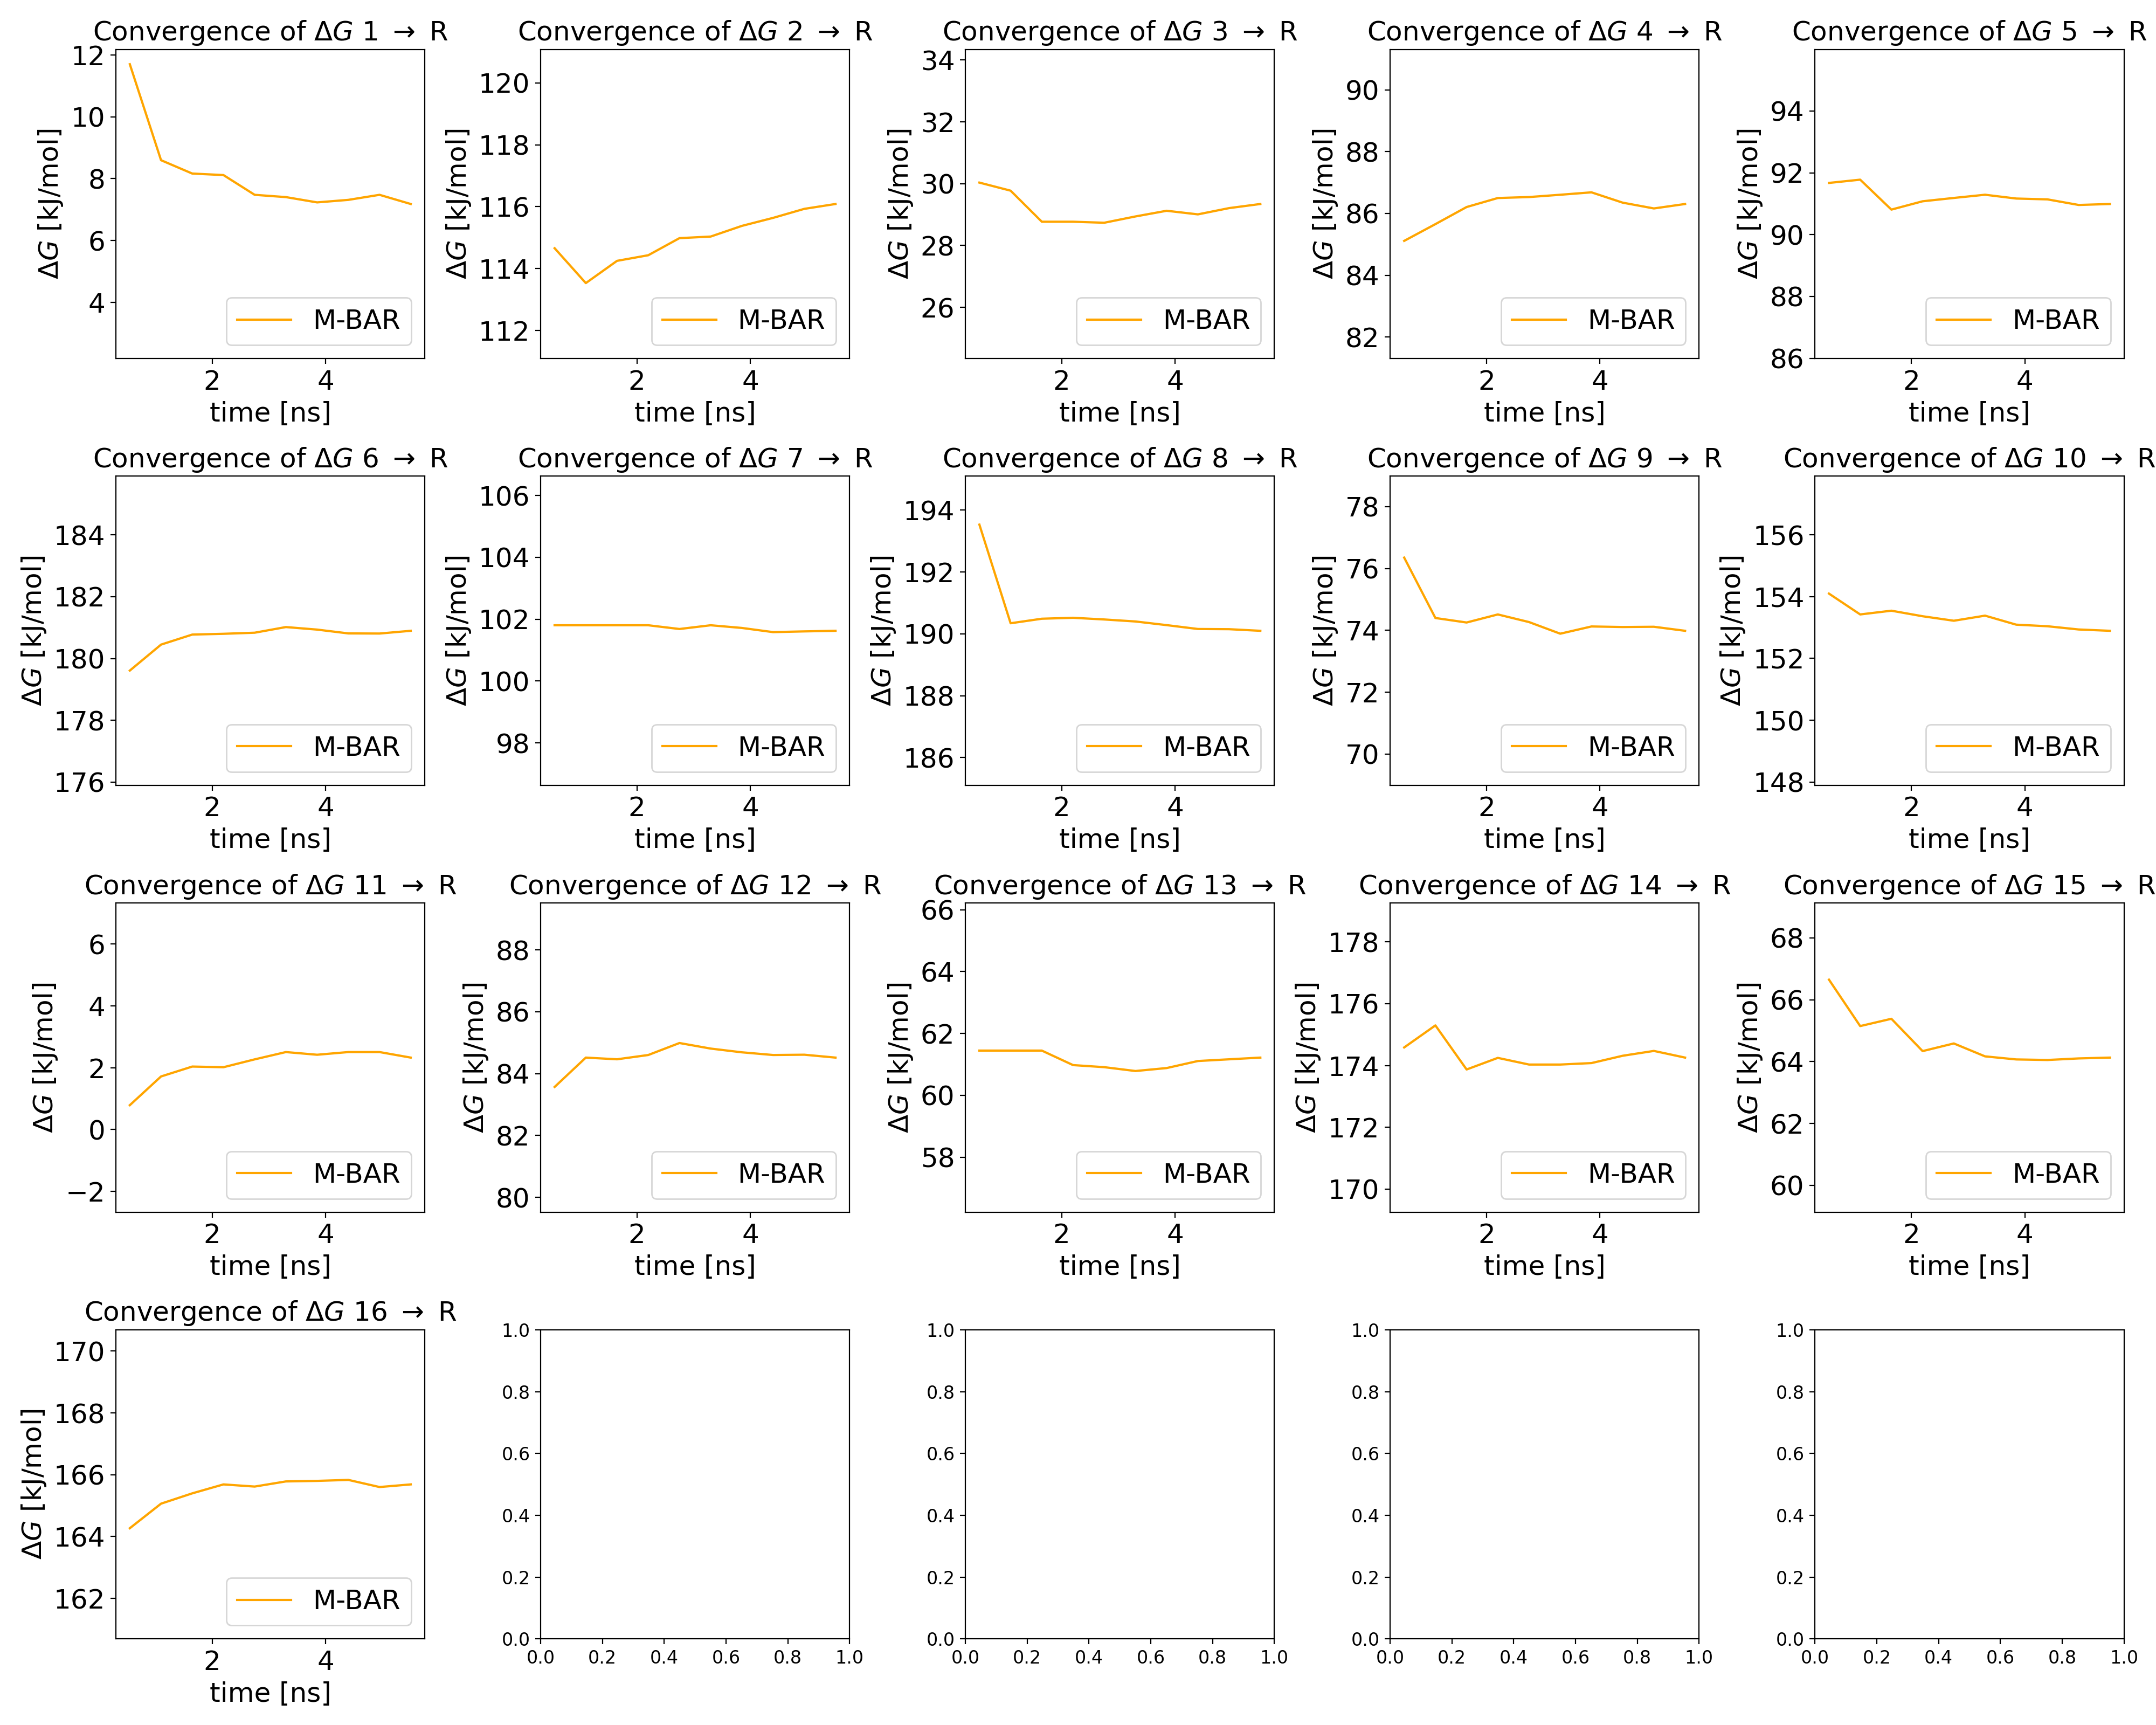 Convergence of ΔG 1 → R
12
10
8
6
4
ΔG [kJ/mol]
M-BAR
2 4
time [ns]
Convergence of ΔG 2 → R
120
118
116
114
112
ΔG [kJ/mol]
M-BAR
2 4
time [ns]
Convergence of ΔG 3 → R
34
32
30
28
26
ΔG [kJ/mol]
M-BAR
2 4
time [ns]
Convergence of ΔG 4 → R
90
88
86
84
82
ΔG [kJ/mol]
M-BAR
2 4
time [ns]
Convergence of ΔG 5 → R
94
92
90
88
86
ΔG [kJ/mol]
M-BAR
2 4
time [ns]
Convergence of ΔG 6 → R
184
182
180
178
176
ΔG [kJ/mol]
M-BAR
2 4
time [ns]
Convergence of ΔG 7 → R
106
104
102
100
98
ΔG [kJ/mol]
M-BAR
2 4
time [ns]
Convergence of ΔG 8 → R
194
192
190
188
186
ΔG [kJ/mol]
M-BAR
2 4
time [ns]
Convergence of ΔG 9 → R
78
76
74
72
70
ΔG [kJ/mol]
M-BAR
2 4
time [ns]
Convergence of ΔG 10 → R
156
154
152
150
148
ΔG [kJ/mol]
M-BAR
2 4
time [ns]
Convergence of ΔG 11 → R
6
4
2
0
−2
ΔG [kJ/mol]
M-BAR
2 4
time [ns]
Convergence of ΔG 12 → R
88
86
84
82
80
ΔG [kJ/mol]
M-BAR
2 4
time [ns]
Convergence of ΔG 13 → R
66
64
62
60
58
ΔG [kJ/mol]
M-BAR
2 4
time [ns]
Convergence of ΔG 14 → R
178
176
174
172
170
ΔG [kJ/mol]
M-BAR
2 4
time [ns]
Convergence of ΔG 15 → R
68
66
64
62
60
ΔG [kJ/mol]
M-BAR
2 4
time [ns]
Convergence of ΔG 16 → R
170
168
166
164
162
ΔG [kJ/mol]
M-BAR
2 4
time [ns]
1.0
0.8
0.6
0.4
0.2
0.0
0.0 0.2 0.4 0.6 0.8 1.0
1.0
0.8
0.6
0.4
0.2
0.0
0.0 0.2 0.4 0.6 0.8 1.0
1.0
0.8
0.6
0.4
0.2
0.0
0.0 0.2 0.4 0.6 0.8 1.0
1.0
0.8
0.6
0.4
0.2
0.0
0.0 0.2 0.4 0.6 0.8 1.0